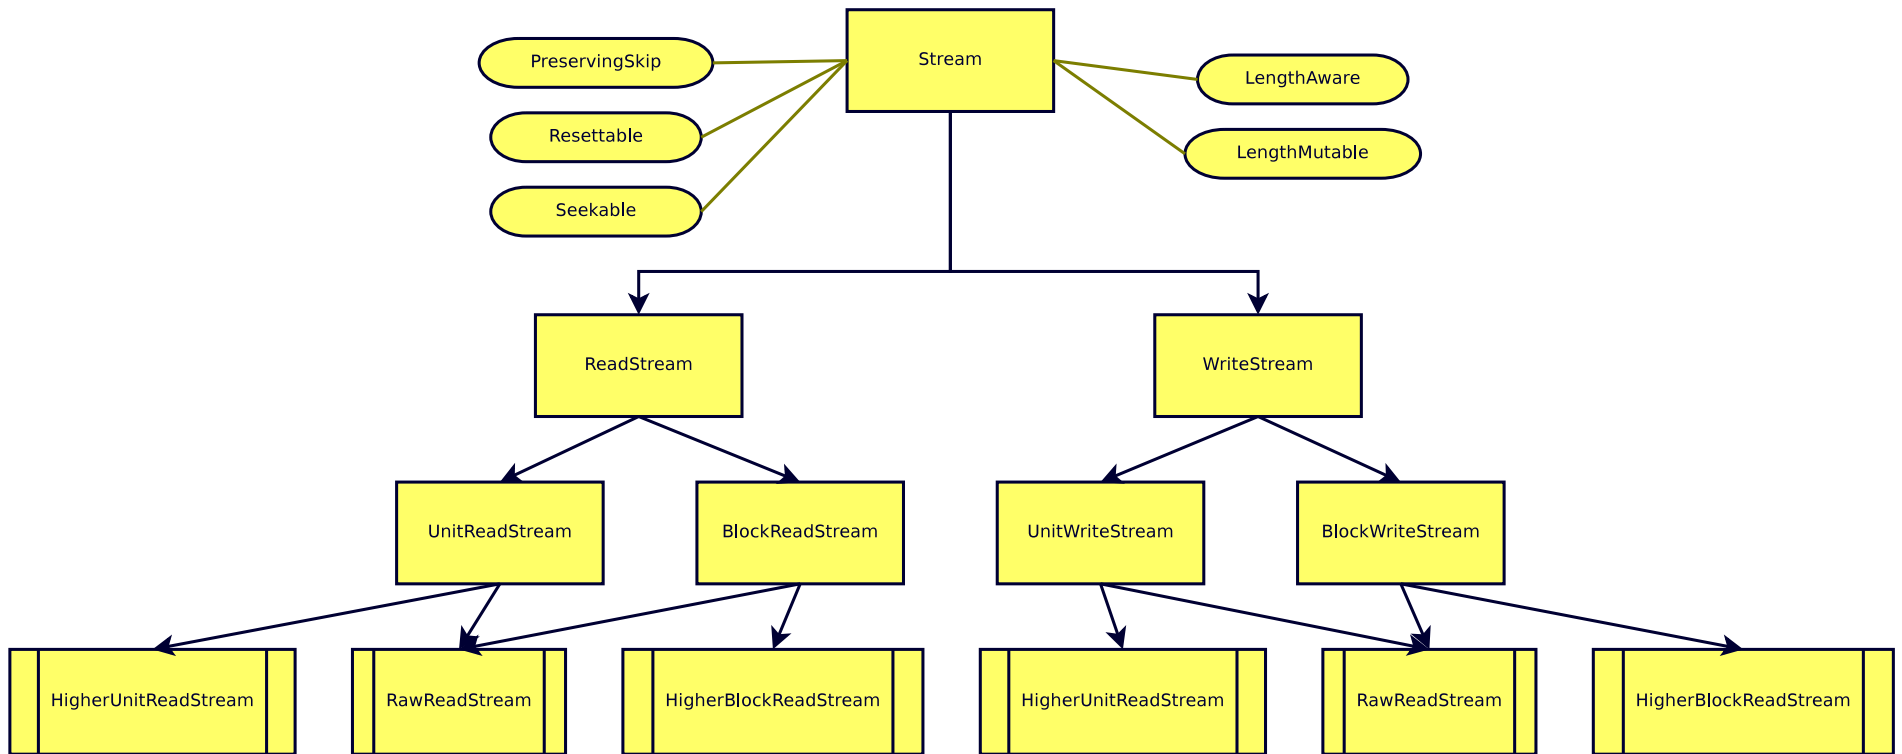 Stream
PreservingSkip
LengthAware
Resettable
LengthMutable
Seekable
ReadStream
WriteStream
UnitReadStream
BlockReadStream
UnitWriteStream
BlockWriteStream
HigherUnitReadStream
RawReadStream
HigherBlockReadStream
HigherUnitReadStream
RawReadStream
HigherBlockReadStream